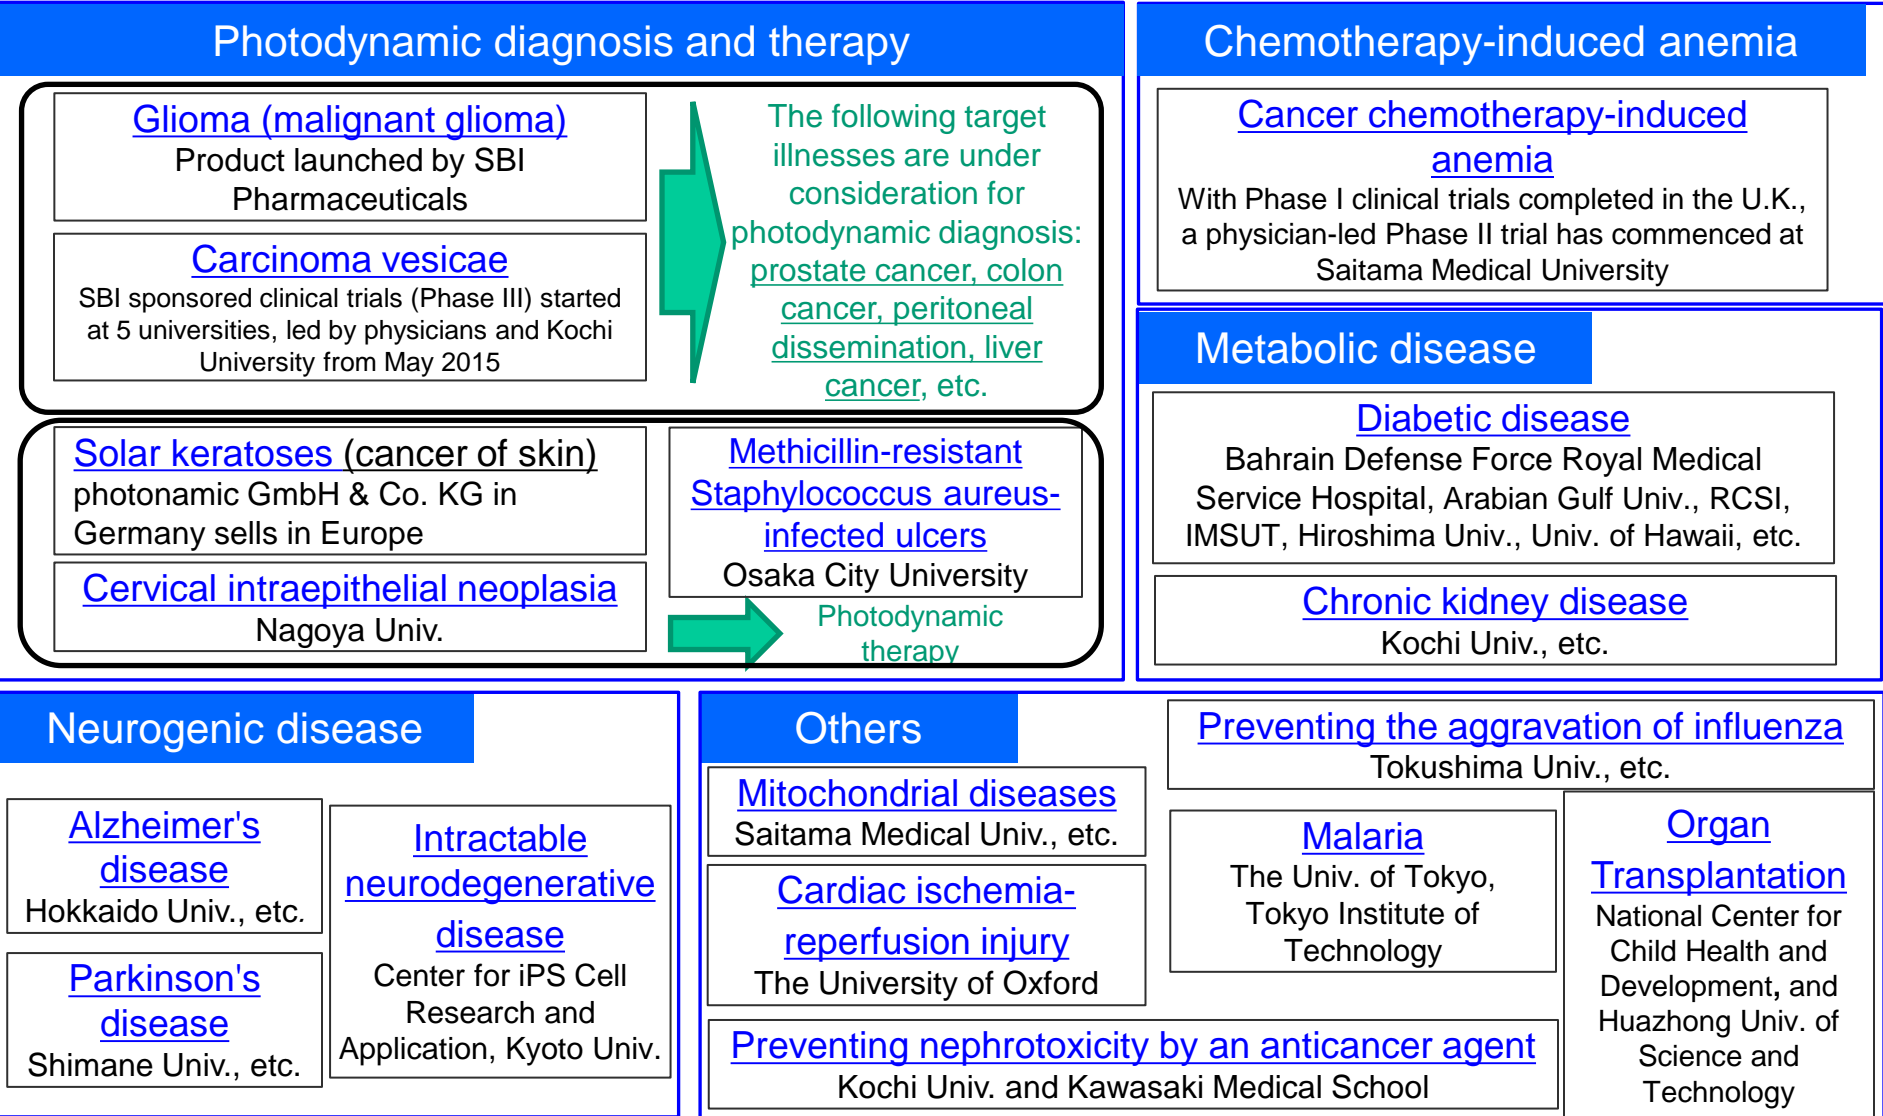 Photodynamic diagnosis and therapy
Glioma (malignant glioma)
Product launched by SBI
Pharmaceuticals
Carcinoma vesicae
SBI sponsored clinical trials (Phase III) started
at 5 universities, led by physicians and Kochi
University from May 2015
The following target
illnesses are under
consideration for
photodynamic diagnosis:
prostate cancer, colon
cancer, peritoneal
dissemination, liver
cancer, etc.
Solar keratoses (cancer of skin)
photonamic GmbH & Co. KG in
Germany sells in Europe
Cervical intraepithelial neoplasia
Nagoya Univ.
Methicillin-resistant
Staphylococcus aureus-
infected ulcers
Osaka City University
Photodynamic
therapy
Chemotherapy-induced anemia
Cancer chemotherapy-induced
anemia
With Phase I clinical trials completed in the U.K.,
a physician-led Phase II trial has commenced at
Saitama Medical University
Metabolic disease
Diabetic disease
Bahrain Defense Force Royal Medical
Service Hospital, Arabian Gulf Univ., RCSI,
IMSUT, Hiroshima Univ., Univ. of Hawaii, etc.
Chronic kidney disease
Kochi Univ., etc.
Neurogenic disease
Alzheimer's
disease
Hokkaido Univ., etc.
Parkinson's
disease
Shimane Univ., etc.
Intractable
neurodegenerative
disease
Center for iPS Cell
Research and
Application, Kyoto Univ.
Others
Mitochondrial diseases
Saitama Medical Univ., etc.
Cardiac ischemia-
reperfusion injury
The University of Oxford
Preventing nephrotoxicity by an anticancer agent
Kochi Univ. and Kawasaki Medical School
Preventing the aggravation of influenza
Tokushima Univ., etc.
Malaria
The Univ. of Tokyo,
Tokyo Institute of
Technology
Organ
Transplantation
National Center for
Child Health and
Development, and
Huazhong Univ. of
Science and
Technology